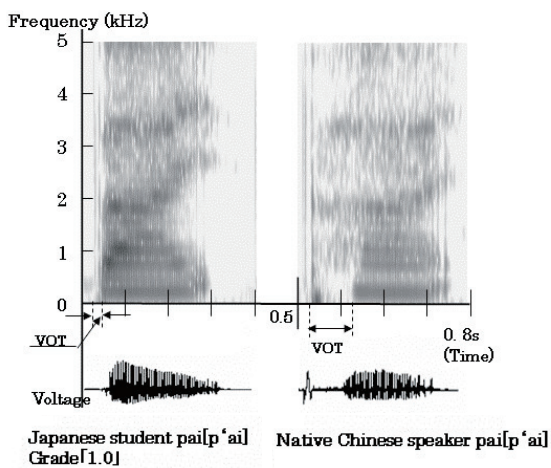 Frequency (kHz)
5
4
3
2
1
0
0.5
0.8s
(Time)
VOT
VOT
Voltage
Japanese student pai[p‘ai]
Grade「1.0」
Native Chinese speaker pai[p‘ai]